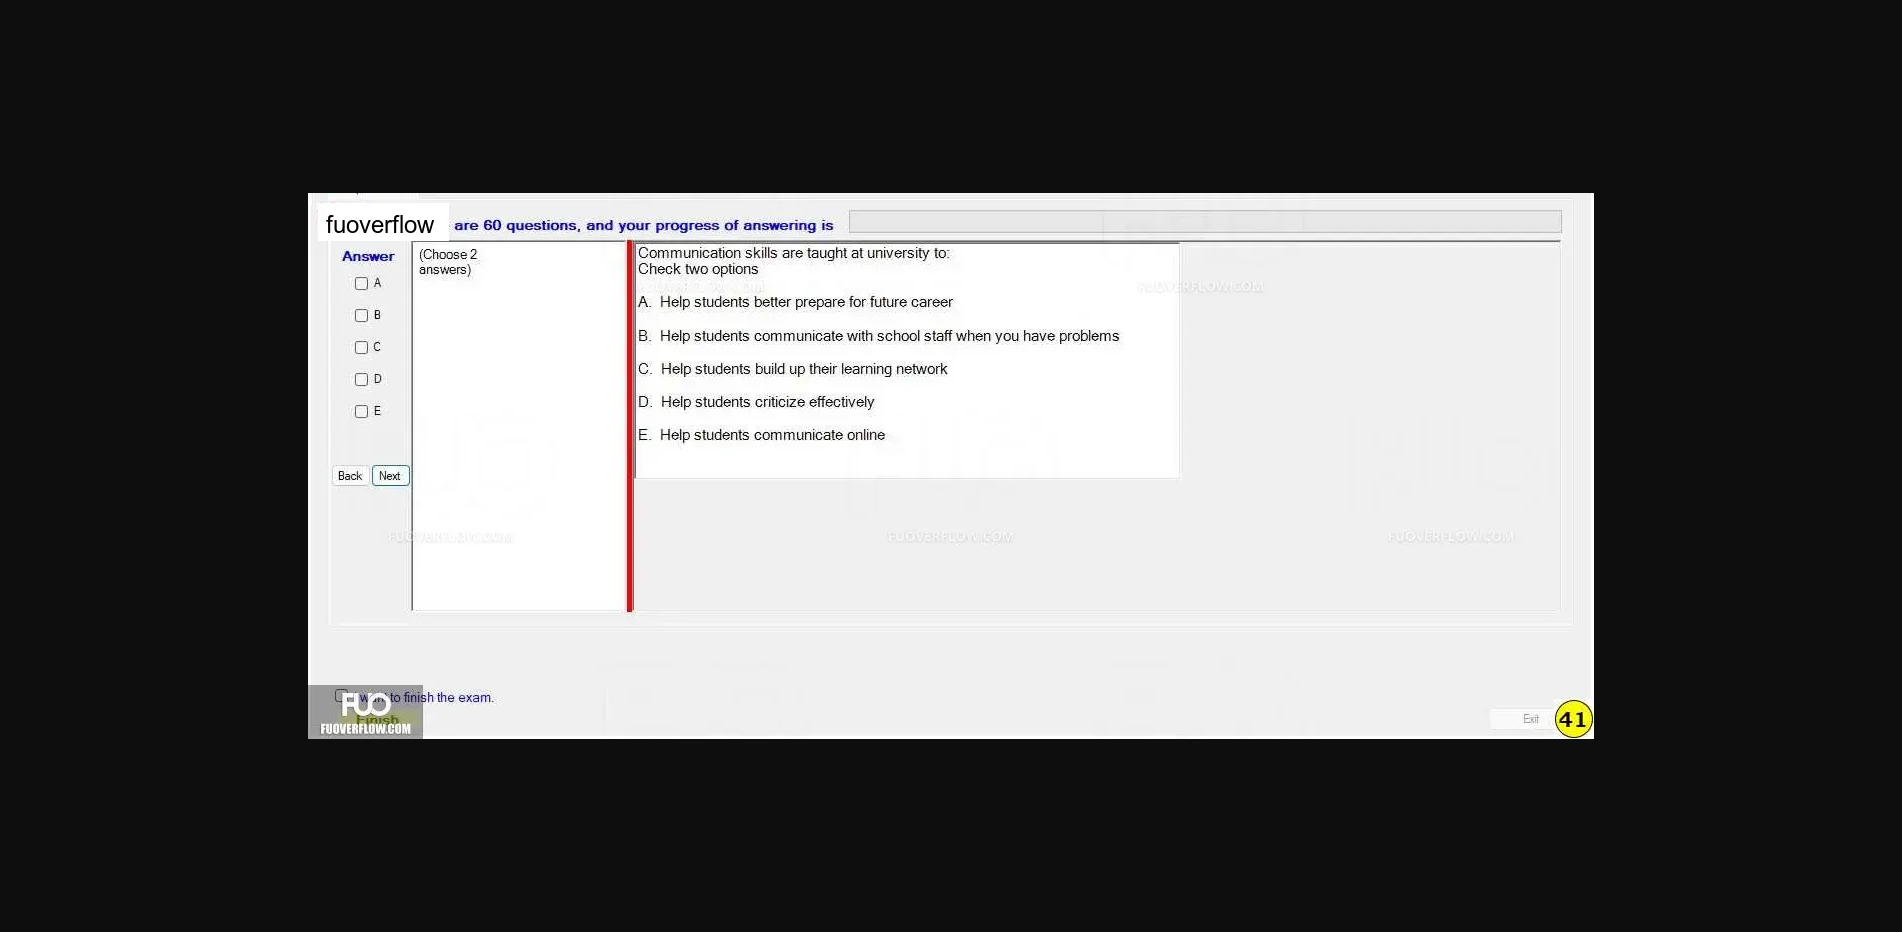 fuoverflow are 60 questions, and your progress of answering is
Answer
A
B
C
D
E
Back Next
(Choose 2
answers)
Communication skills are taught at university to:
Check two options
A. Help students better prepare for future career
B. Help students communicate with school staff when you have problems
C. Help students build up their learning network
D. Help students criticize effectively
E. Help students communicate online
FUOVERFLOW.COM
FUOVERFLOW.COM FUOVERFLOW.COM FUOVERFLOW.COM
want to finish the exam.
FUO
Finish
FUOVERFLOW.COM
Exit 41